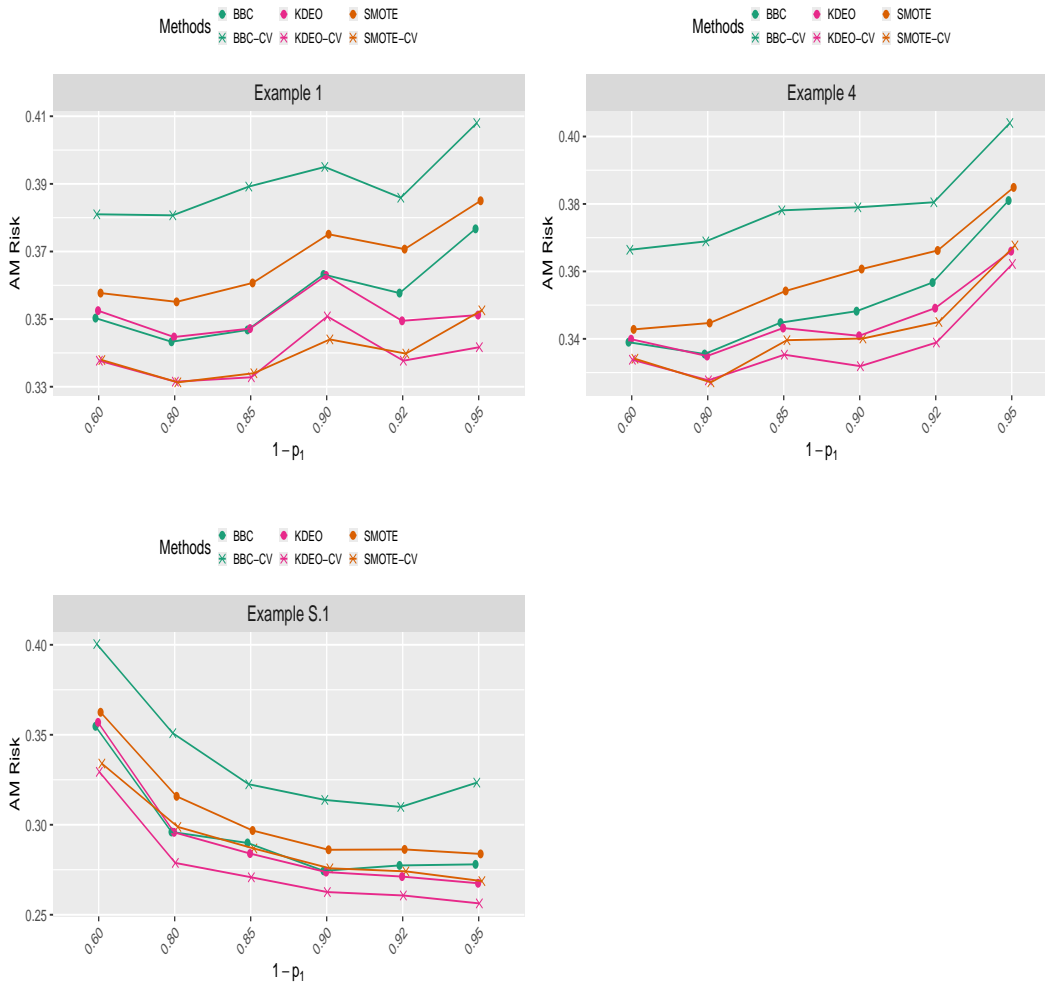 Methods BBC KDEO SMOTE
BBC−CV KDEO−CV SMOTE−CV
Example 1
0.41
0.39
0.37
0.35
0.33
AM Risk
0.60 0.80 0.85 0.90 0.92 0.95
1−p1
Methods BBC KDEO SMOTE
BBC−CV KDEO−CV SMOTE−CV
Example 4
0.40
0.38
0.36
0.34
AM Risk
0.60 0.80 0.85 0.90 0.92 0.95
1−p1
Methods BBC KDEO SMOTE
BBC−CV KDEO−CV SMOTE−CV
Example S.1
0.40
0.35
0.30
0.25
AM Risk
0.60 0.80 0.85 0.90 0.92 0.95
1−p1